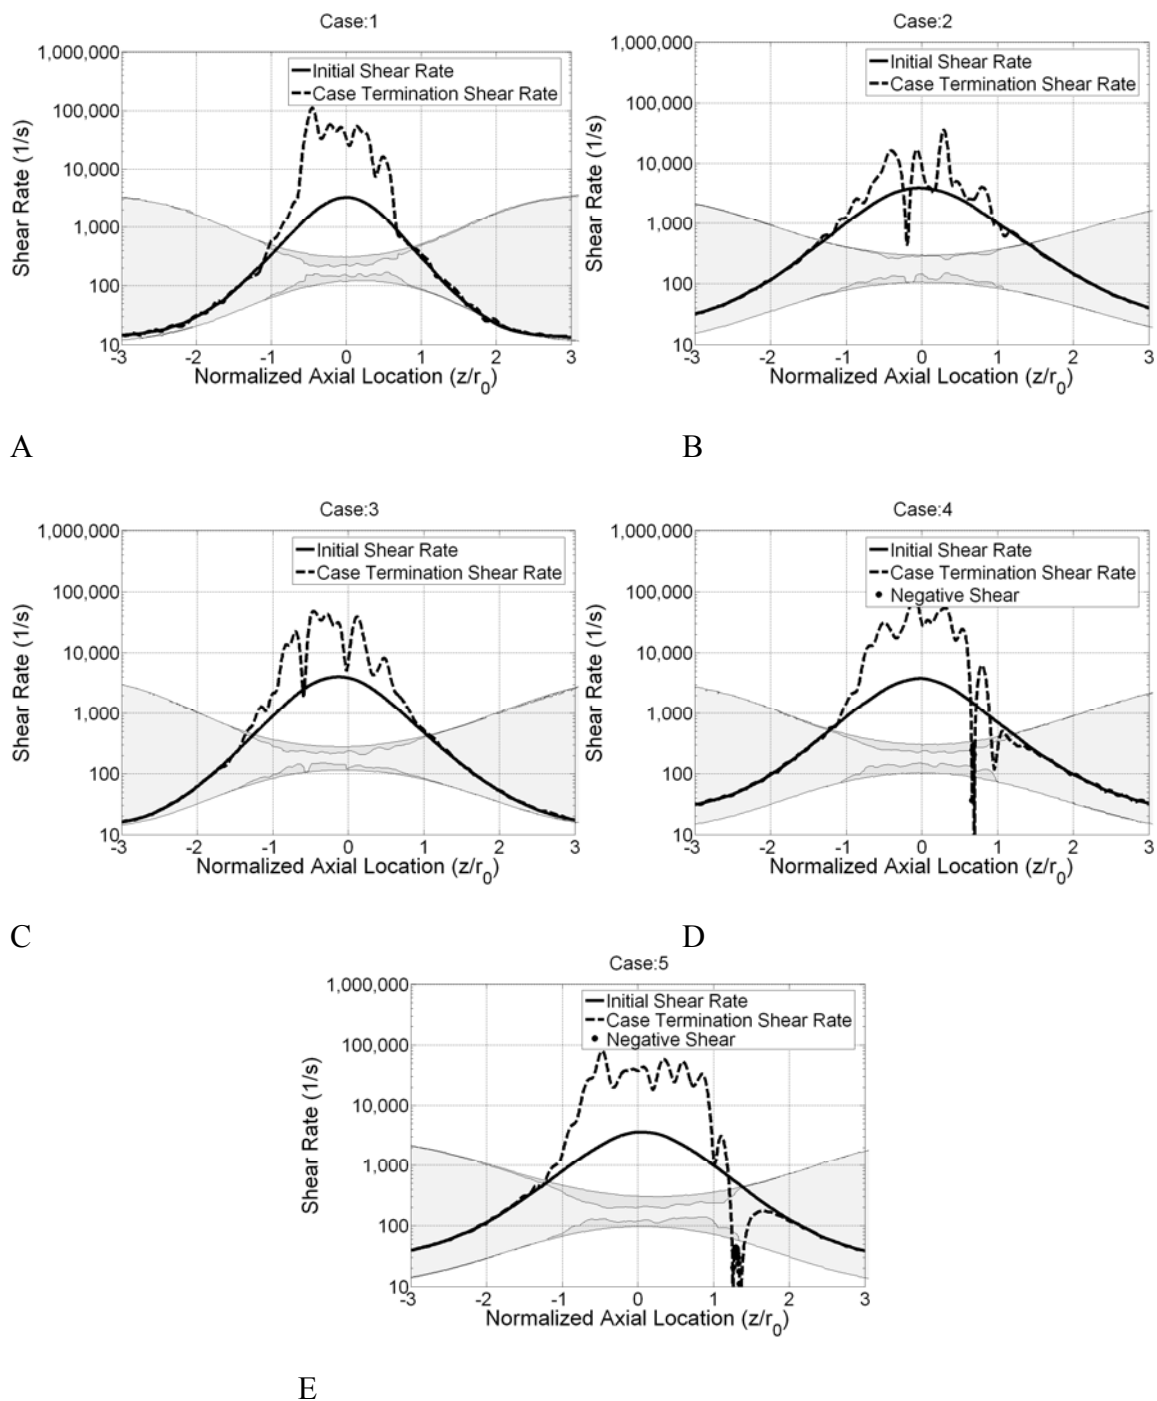 Case:1
1,000,000
100,000
10,000
1,000
100
10
Shear Rate (1/s)
Initial Shear Rate
Case Termination Shear Rate
-3 -2 -1 0 1 2 3
Normalized Axial Location (z/r0)
A
Case:2
1,000,000
100,000
10,000
1,000
100
10
Shear Rate (1/s)
Initial Shear Rate
Case Termination Shear Rate
-3 -2 -1 0 1 2 3
Normalized Axial Location (z/r0)
B
Case:3
1,000,000
100,000
10,000
1,000
100
10
Shear Rate (1/s)
Initial Shear Rate
Case Termination Shear Rate
-3 -2 -1 0 1 2 3
Normalized Axial Location (z/r0)
C
Case:4
1,000,000
100,000
10,000
1,000
100
10
Shear Rate (1/s)
Initial Shear Rate
Case Termination Shear Rate
Negative Shear
-3 -2 -1 0 1 2 3
Normalized Axial Location (z/r0)
D
Case:5
1,000,000
100,000
10,000
1,000
100
10
Shear Rate (1/s)
Initial Shear Rate
Case Termination Shear Rate
Negative Shear
-3 -2 -1 0 1 2 3
Normalized Axial Location (z/r0)
E